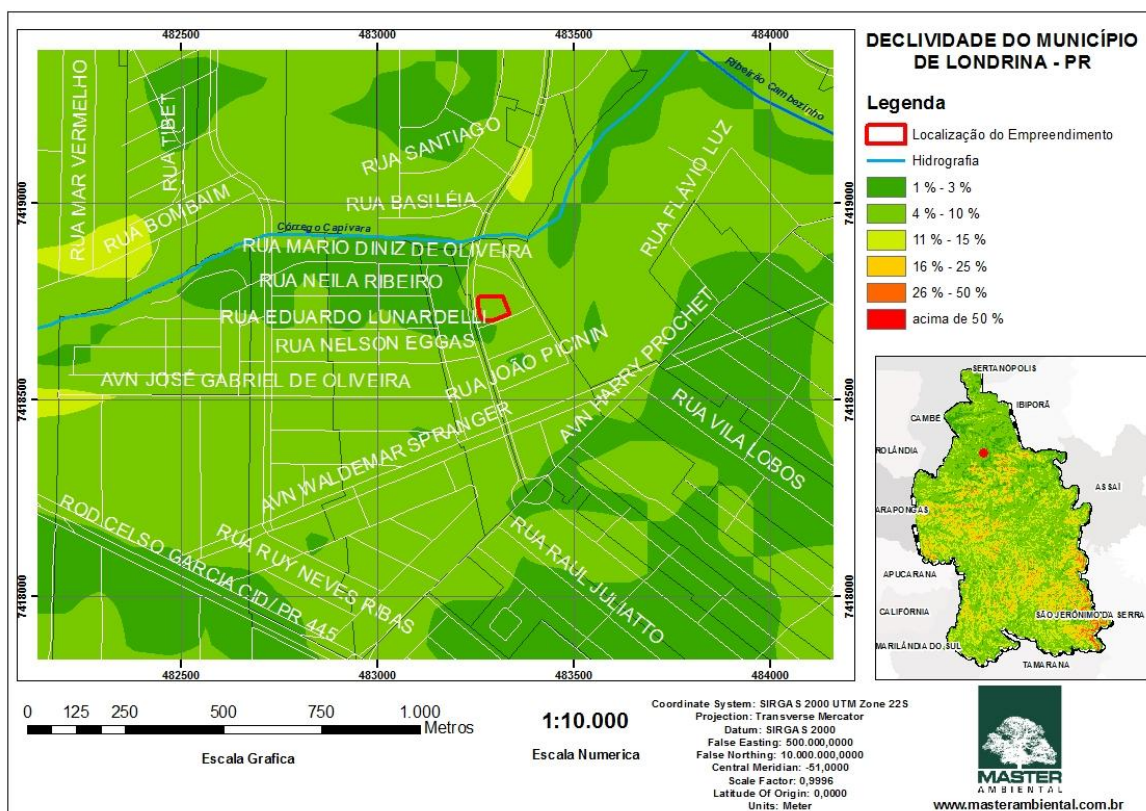 482500
483000
483500
484000
7419000
7418500
7418000
RUA MAR VERMELHO
RUA TIBET
RUA BOMBAIM
RUA SANTIAGO
RUA BASILÉIA
Ribeirão Cambezinho
RUA FLÁVIO LUZ
Córrego Capivara
RUA MARIO DINIZ DE OLIVEIRA
RUA NEILA RIBEIRO
RUA EDUARDO LUNARDELLI
RUA NELSON EGGAS
AVN JOSÉ GABRIEL DE OLIVEIRA
RUA JOÃO PICININ
AVN HARRY PROCHET
AVN WALDEMAR SPRANGER
RUA VILA LOBOS
ROD CELSO GARCIA CID/ PR 445
RUA RUY NEVES RIBAS
RUA RAUL JULIATTO
7419000
7418500
7418000
482500
483000
483500
484000
DECLIVIDADE DO MUNICÍPIO
DE LONDRINA - PR
Legenda
Localização do Empreendimento
Hidrografia
1 % - 3 %
4 % - 10 %
11 % - 15 %
16 % - 25 %
26 % - 50 %
acima de 50 %
SERTANÓPOLIS
IBIPORÃ
CAMBÉ
ROLÂNDIA
ASSAÍ
ARAPONGAS
APUCARANA
CALIFÓRNIA
SÃO JERÔNIMO DA SERRA
MARILÂNDIA DO SUL
TAMARANA
0 125 250 500 750 1.000
Metros
Escala Grafica
1:10.000
Escala Numerica
Coordinate System: SIRGAS 2000 UTM Zone 22S
Projection: Transverse Mercator
Datum: SIRGAS 2000
False Easting: 500.000,0000
False Northing: 10.000.000,0000
Central Meridian: -51,0000
Scale Factor: 0,9996
Latitude Of Origin: 0,0000
Units: Meter
MASTER
AMBIENTAL
www.masterambiental.com.br